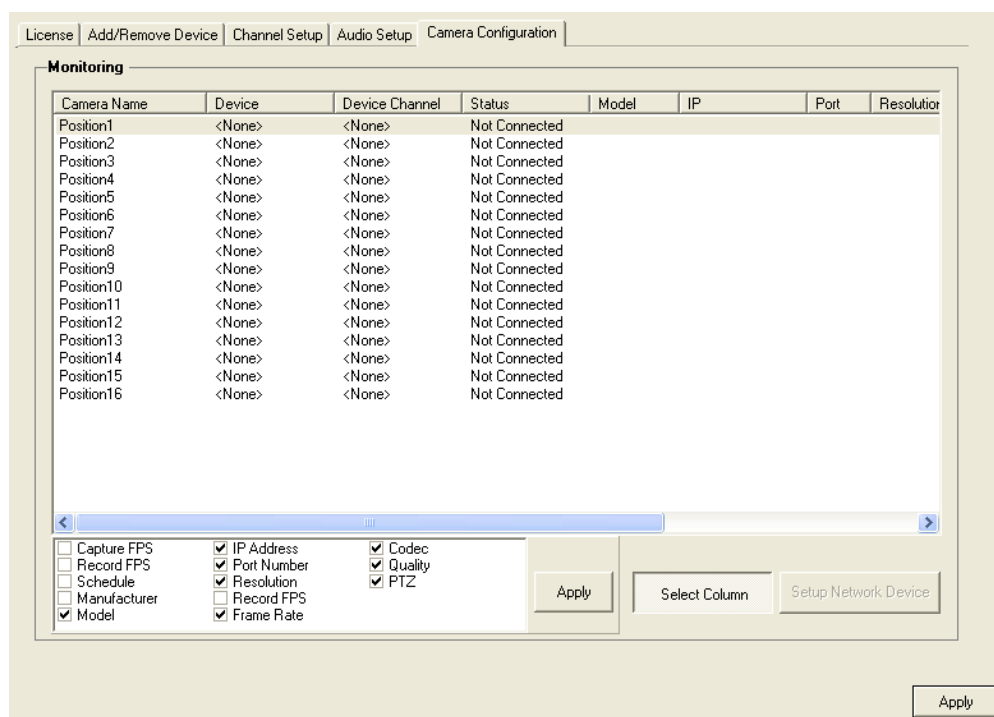 License Add/Remove Device Channel Setup Audio Setup Camera Configuration
Monitoring
Camera Name Device Device Channel Status Model IP Port Resolution
Position1 <None> <None> Not Connected
Position2 <None> <None> Not Connected
Position3 <None> <None> Not Connected
Position4 <None> <None> Not Connected
Position5 <None> <None> Not Connected
Position6 <None> <None> Not Connected
Position7 <None> <None> Not Connected
Position8 <None> <None> Not Connected
Position9 <None> <None> Not Connected
Position10 <None> <None> Not Connected
Position11 <None> <None> Not Connected
Position12 <None> <None> Not Connected
Position13 <None> <None> Not Connected
Position14 <None> <None> Not Connected
Position15 <None> <None> Not Connected
Position16 <None> <None> Not Connected
Capture FPS IP Address Codec
Record FPS Port Number Quality
Schedule Resolution PTZ
Manufacturer Record FPS
Model Frame Rate
Apply Select Column Setup Network Device
Apply